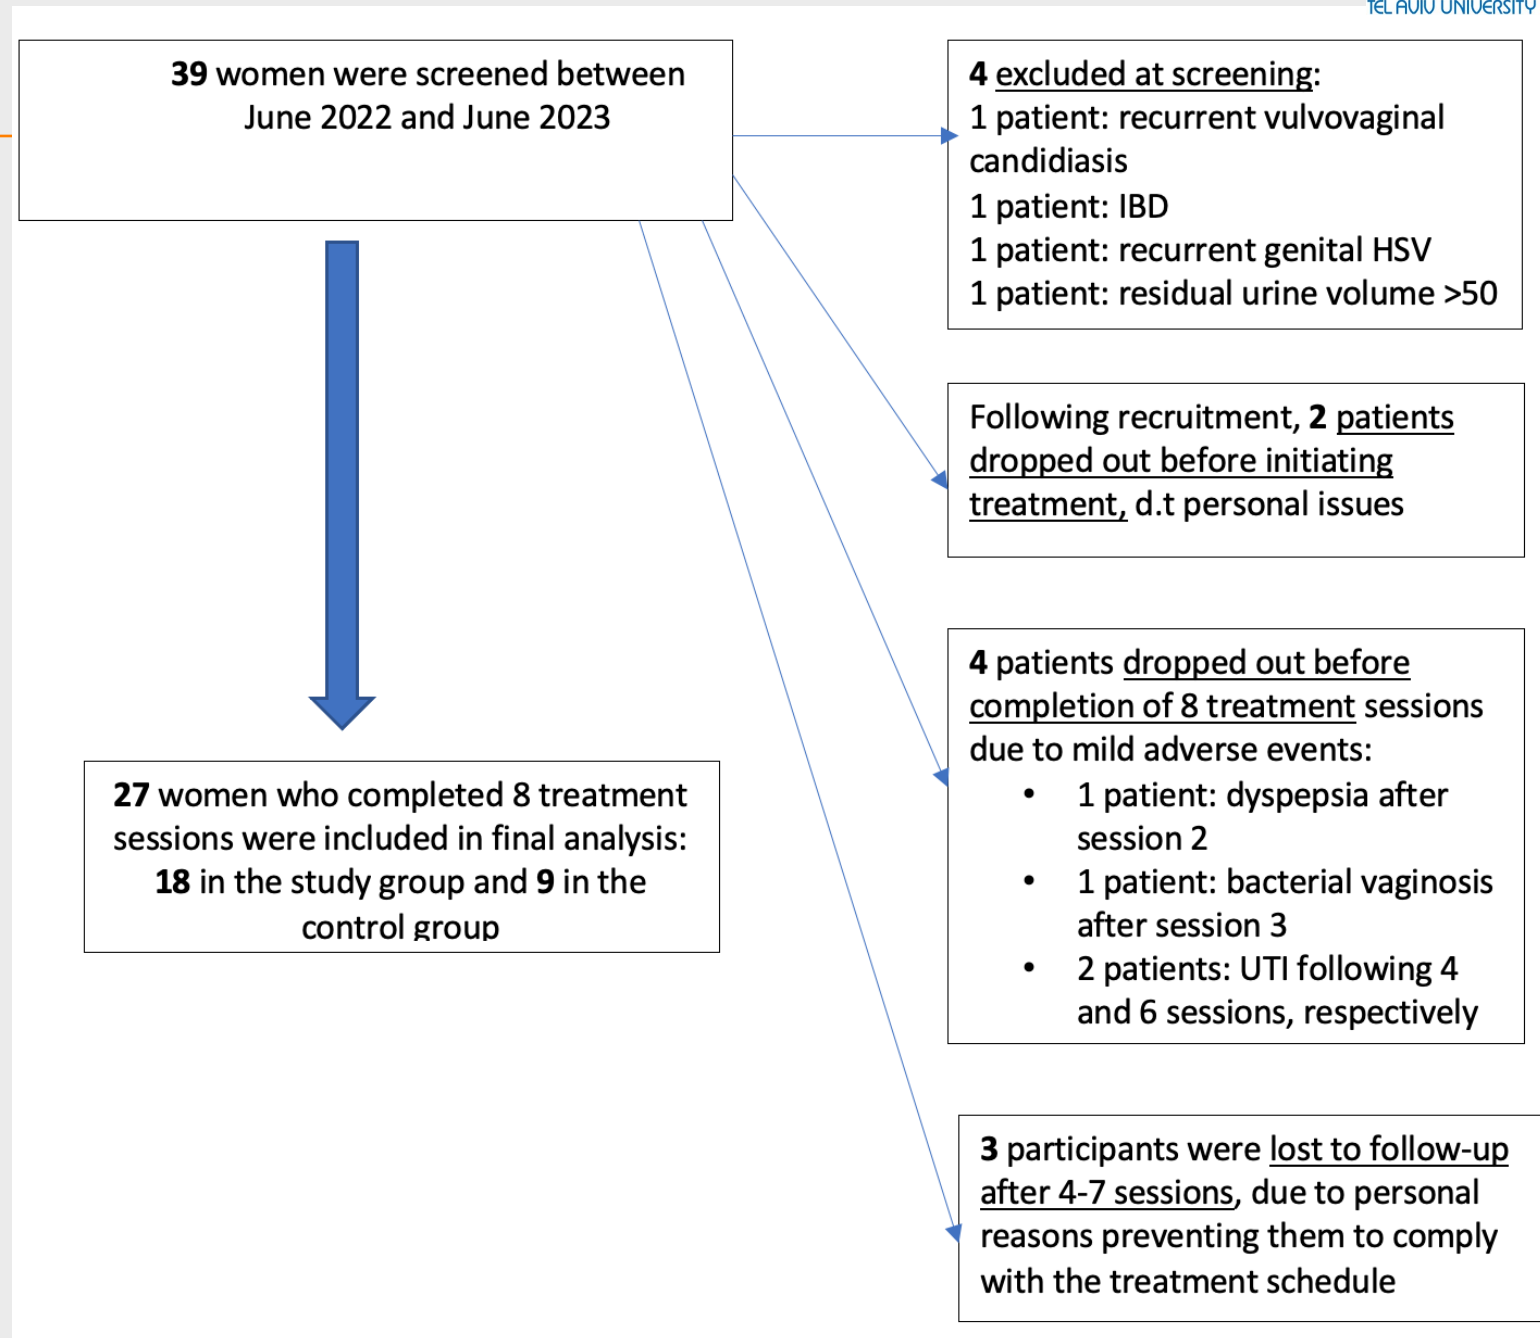 TEL AVIV UNIVERSITY
39 women were screened between
June 2022 and June 2023
4 excluded at screening:
1 patient: recurrent vulvovaginal
candidiasis
1 patient: IBD
1 patient: recurrent genital HSV
1 patient: residual urine volume >50
Following recruitment, 2 patients
dropped out before initiating
treatment, d.t personal issues
4 patients dropped out before
completion of 8 treatment sessions
due to mild adverse events:
• 1 patient: dyspepsia after
session 2
• 1 patient: bacterial vaginosis
after session 3
• 2 patients: UTI following 4
and 6 sessions, respectively
27 women who completed 8 treatment
sessions were included in final analysis:
18 in the study group and 9 in the
control group
3 participants were lost to follow-up
after 4-7 sessions, due to personal
reasons preventing them to comply
with the treatment schedule